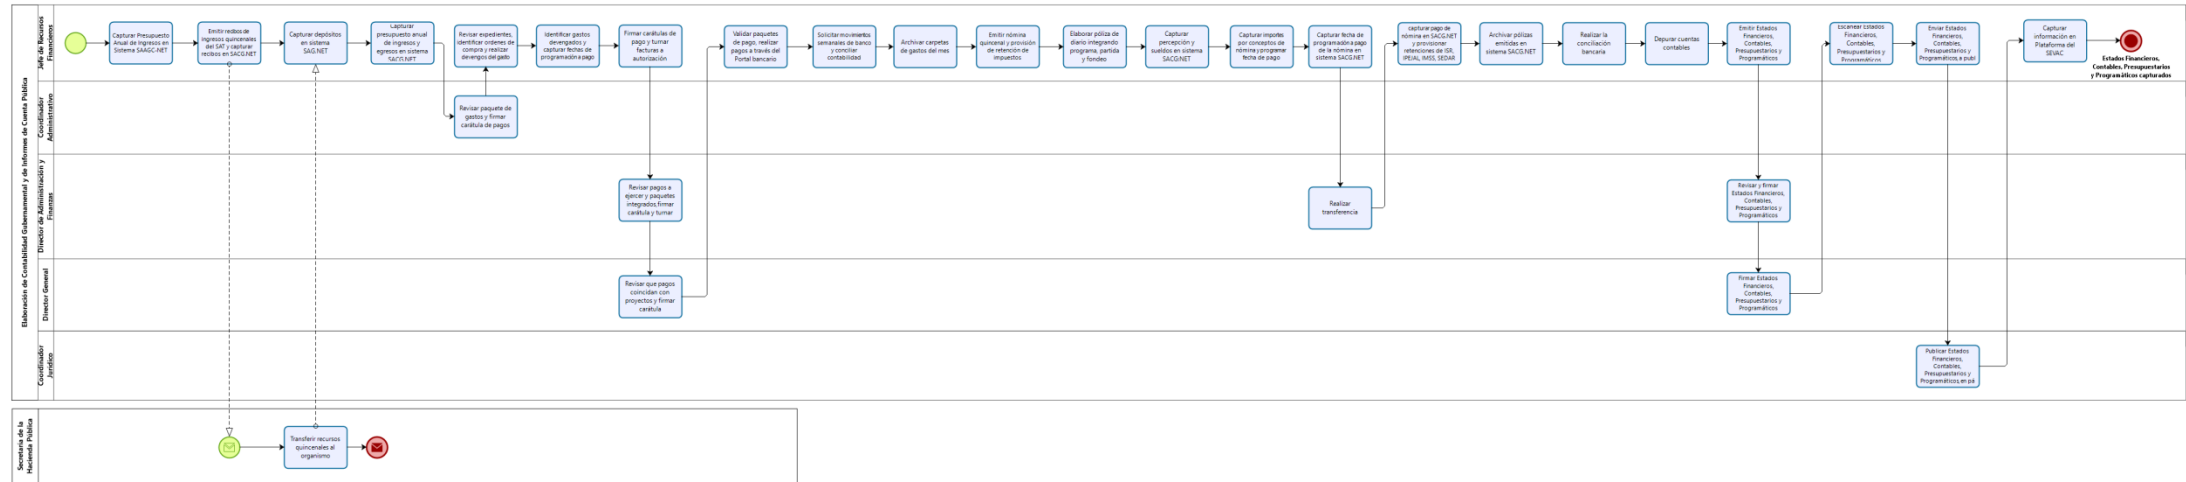 Elaboración de Contabilidad Gubernamental y de Informes de Cuenta Pública
Jefe de Recursos
Financieros
Capturar Presupuesto
Anual de Ingresos en
Sistema SAAGC-NET
Emitir recibos de
ingresos quincenales
del SAT y capturar
recibos en SACG.NET
Capturar depósitos
en sistema
SAG.NET
Capturar
presupuesto anual
de ingresos y
egresos en sistema
SACG.NET
Revisar expedientes,
identificar ordenes de
compra y realizar
devengos del gasto
Identificar gastos
devengados y
capturar fechas de
programación a pago
Firmar carátulas de
pago y turnar
facturas a
autorización
Validar paquetes
de pago, realizar
pagos a través del
Portal bancario
Solicitar movimientos
semanales de banco
y conciliar
contabilidad
Archivar carpetas
de gastos del mes
Emitir nómina
quincenal y provisión
de retención de
impuestos
Elaborar póliza de
diario integrando
programa, partida
y fondeo
Capturar
percepción y
sueldos en sistema
SACG.NET
Capturar importes
por conceptos de
nómina y programar
fecha de pago
Capturar fecha de
programación a pago
de la nómina en
sistema SACG.NET
capturar pago de
nómina en SACG.NET
y provisionar
retenciones de ISR,
IPEJAL, IMSS, SEDAR
Archivar pólizas
emitidas en
sistema SACG.NET
Realizar la
conciliación
bancaria
Depurar cuentas
contables
Emitir Estados
Financieros,
Contables,
Presupuestarios y
Programáticos
Escanear Estados
Financieros,
Contables,
Presupuestarios y
Programáticos
Enviar Estados
Financieros,
Contables,
Presupuestarios y
Programáticos, a publ
Capturar
información en
Plataforma del
SEVAC
Estados Financieros,
Contables, Presupuestarios
y Programáticos capturados
Coordinador
Administrativo
Revisar paquete de
gastos y firmar
carátula de pagos
Director de Administración y
Finanzas
Revisar pagos a
ejercer y paquetes
integrados, firmar
carátula y turnar
Realizar
transferencia
Revisar y firmar
Estados Financieros,
Contables,
Presupuestarios y
Programáticos
Director General
Revisar que pagos
coincidan con
proyectos y firmar
carátula
Firmar Estados
Financieros,
Contables,
Presupuestarios y
Programáticos
Coordinador
Jurídico
Publicar Estados
Financieros,
Contables,
Presupuestarios y
Programáticos, en pá
Secretaría de la
Hacienda Pública
Transferir recursos
quincenales al
organismo